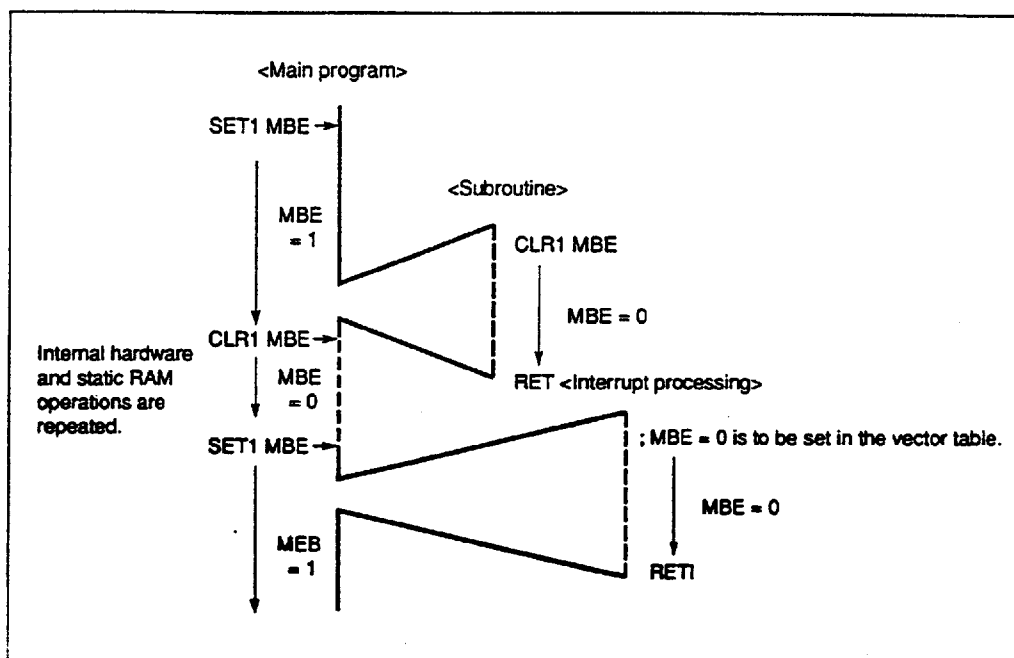 <Main program>
SET1 MBE
<Subroutine>
MBE
= 1
CLR1 MBE
MBE = 0
CLR1 MBE
Internal hardware
and static RAM
operations are
repeated.
MBE
= 0
RET <Interrupt processing>
SET1 MBE
; MBE = 0 is to be set in the vector table.
MBE = 0
MEB
= 1
RETI